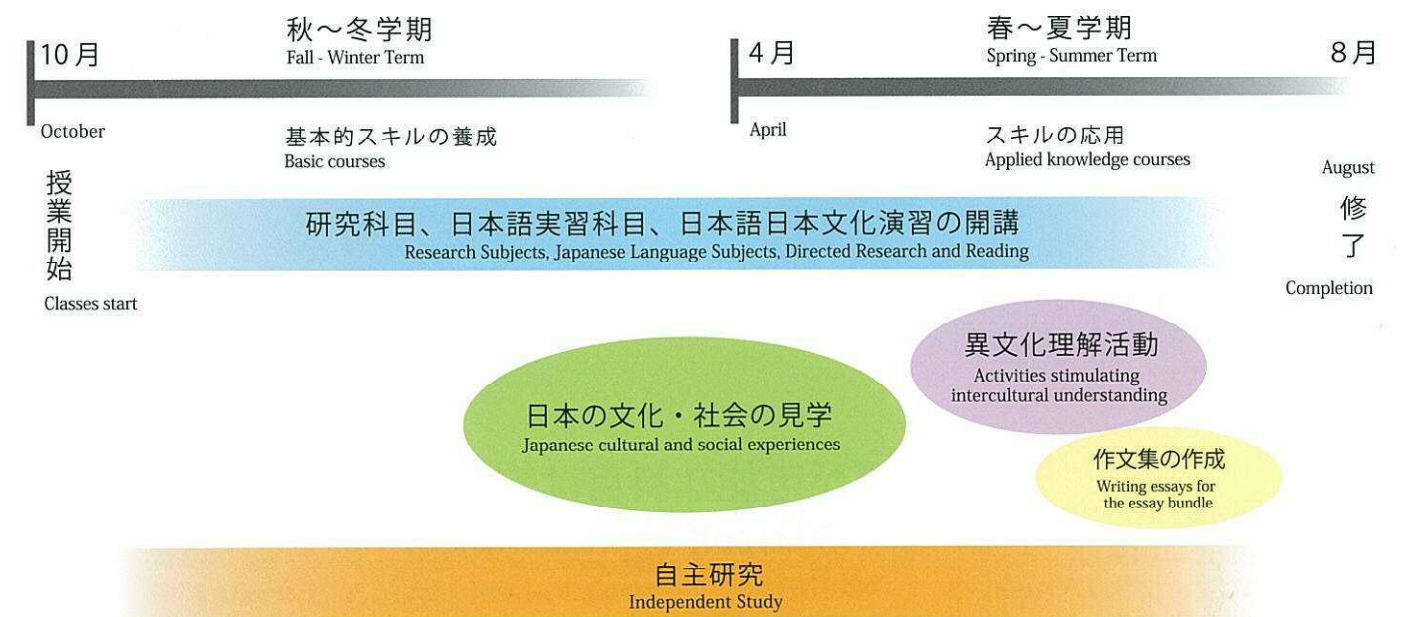 秋～冬学期
Fall - Winter Term
10月
October
授業開始
Classes start
基本的スキルの養成
Basic courses
春～夏学期
Spring - Summer Term
4月
8月
April
スキルの応用
Applied knowledge courses
August
修了
Completion
研究科目、日本語実習科目、日本語日本文化演習の開講
Research Subjects, Japanese Language Subjects, Directed Research and Reading
異文化理解活動
Activities stimulating
intercultural understanding
日本の文化・社会の見学
Japanese cultural and social experiences
作文集の作成
Writing essays for
the essay bundle
自主研究
Independent Study